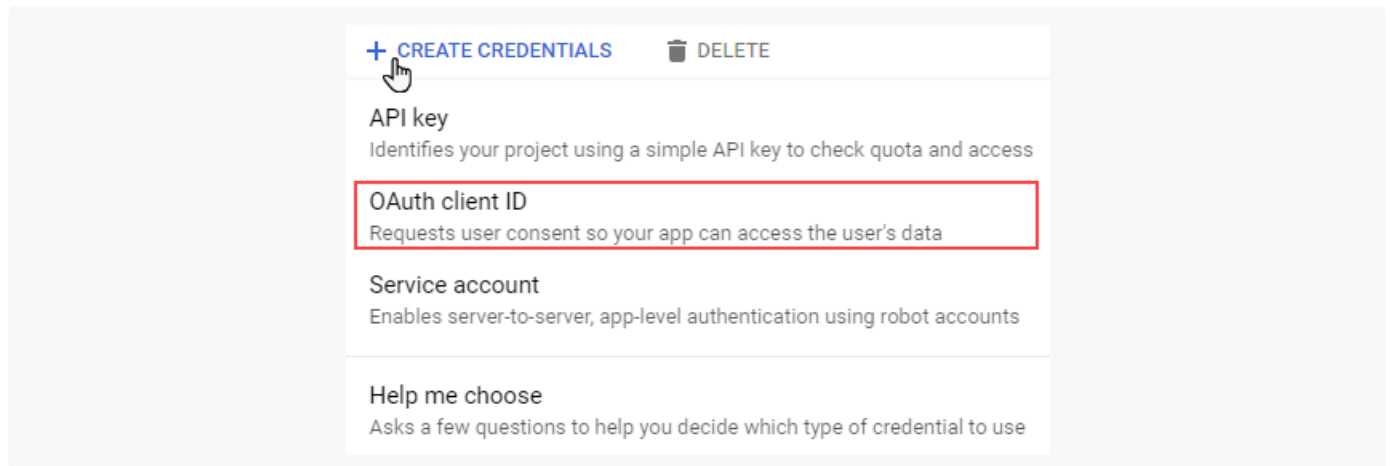 + CREATE CREDENTIALS DELETE
API key
Identifies your project using a simple API key to check quota and access
OAuth client ID
Requests user consent so your app can access the user's data
Service account
Enables server-to-server, app-level authentication using robot accounts
Help me choose
Asks a few questions to help you decide which type of credential to use